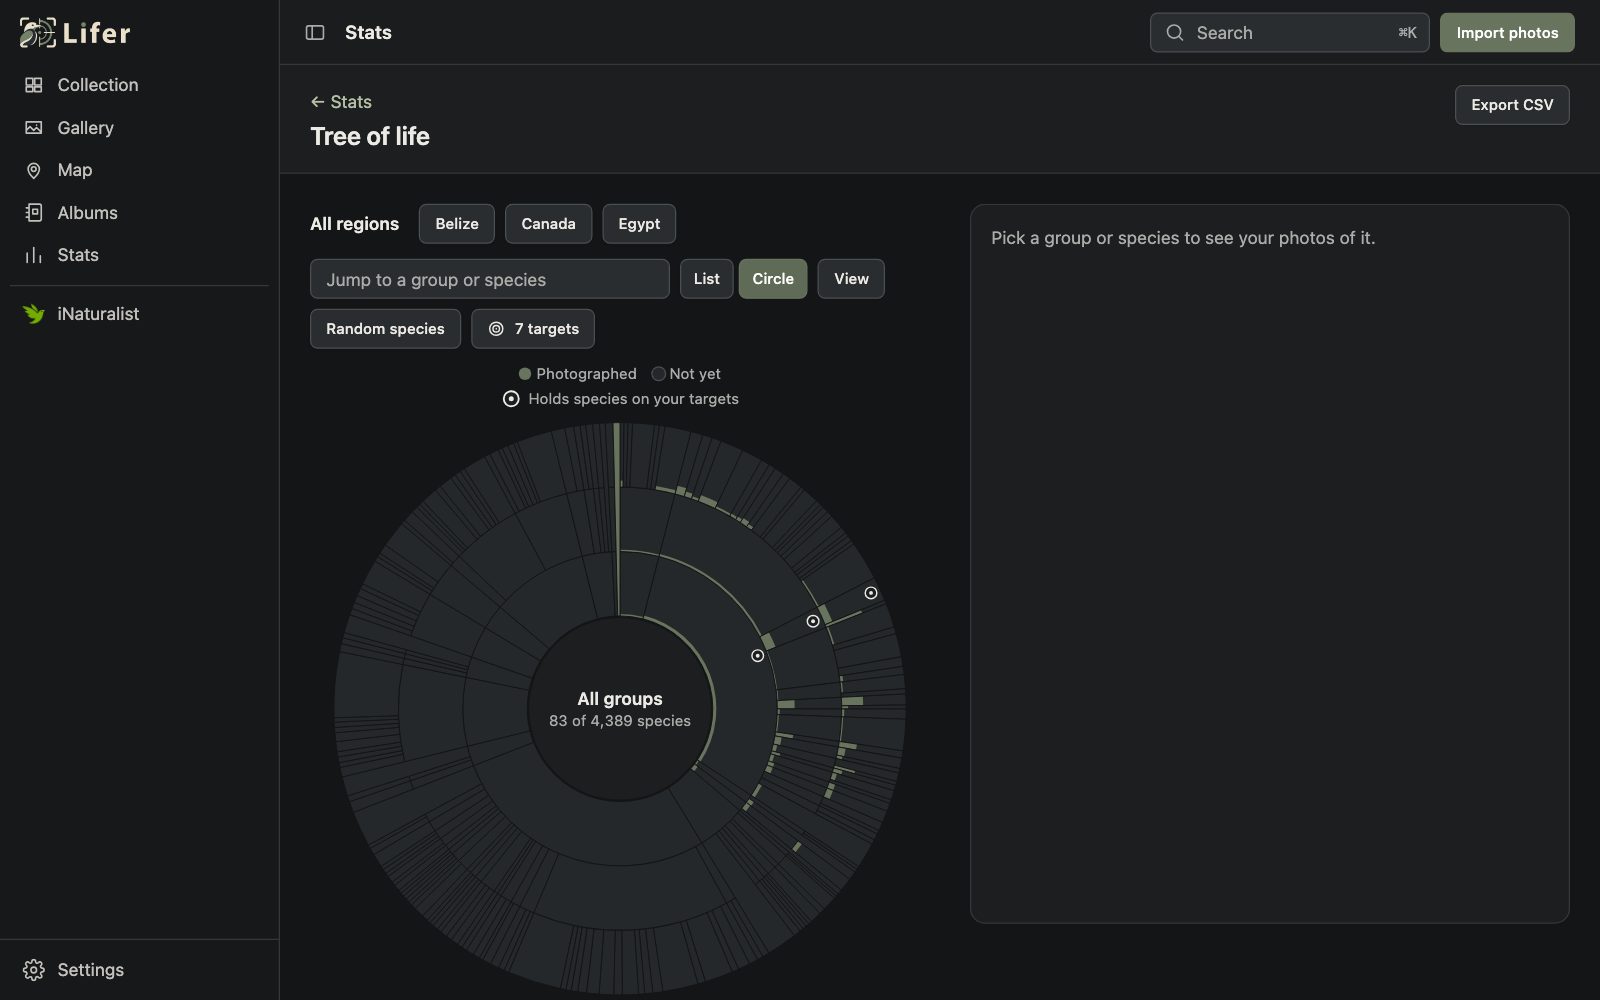 Lifer
Collection
Gallery
Map
Albums
Stats
iNaturalist
Settings
Stats
Search
⌘K
Import photos
← Stats
Tree of life
Export CSV
All regions
Belize
Canada
Egypt
Jump to a group or species
List
Circle
View
Random species
7 targets
Photographed
Not yet
Holds species on your targets
All groups
83 of 4,389 species
Pick a group or species to see your photos of it.